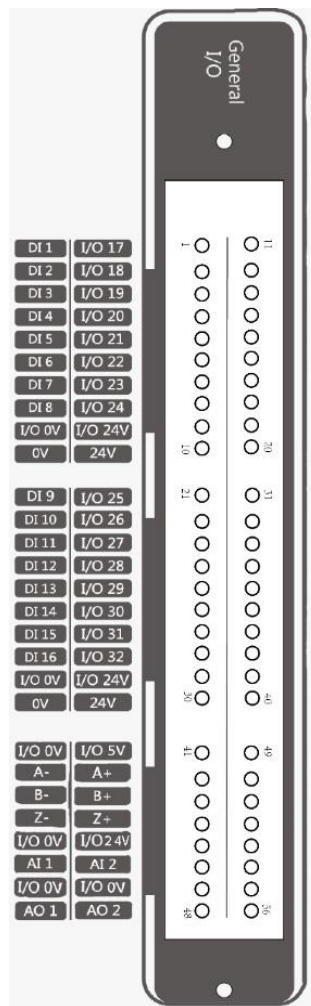 General
I/O
DI 1 I/O 17
DI 2 I/O 18
DI 3 I/O 19
DI 4 I/O 20
DI 5 I/O 21
DI 6 I/O 22
DI 7 I/O 23
DI 8 I/O 24
I/O 0V I/O 24V
0V 24V
1 11
10 20
DI 9 I/O 25
DI 10 I/O 26
DI 11 I/O 27
DI 12 I/O 28
DI 13 I/O 29
DI 14 I/O 30
DI 15 I/O 31
DI 16 I/O 32
I/O 0V I/O 24V
0V 24V
21 31
30 40
I/O 0V I/O 5V
A- A+
B- B+
Z- Z+
I/O 0V I/O24V
AI 1 AI 2
I/O 0V I/O 0V
AO 1 AO 2
41 49
48 56